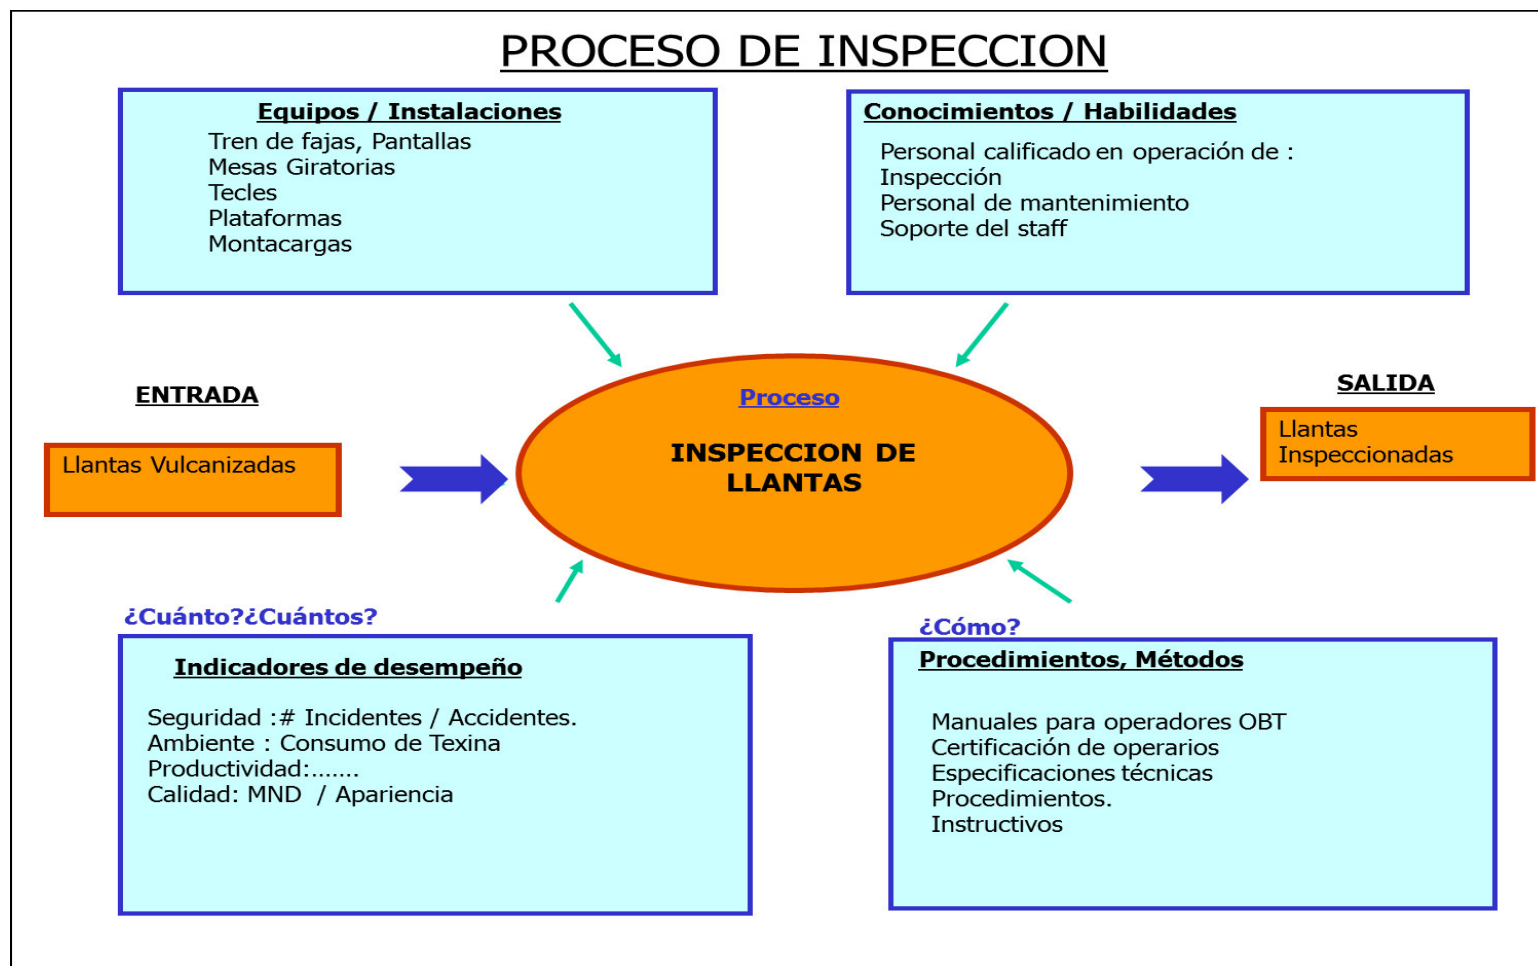 PROCESO DE INSPECCION
Equipos / Instalaciones
Tren de fajas, Pantallas
Mesas Giratorias
Tecles
Plataformas
Montacargas
Conocimientos / Habilidades
Personal calificado en operación de :
Inspección
Personal de mantenimiento
Soporte del staff
ENTRADA
Llantas Vulcanizadas
Proceso
INSPECCION DE
LLANTAS
SALIDA
Llantas
Inspeccionadas
¿Cuánto?¿Cuántos?
Indicadores de desempeño
Seguridad :# Incidentes / Accidentes.
Ambiente : Consumo de Texina
Productividad:.......
Calidad: MND  / Apariencia
¿Cómo?
Procedimientos, Métodos
Manuales para operadores OBT
Certificación de operarios
Especificaciones técnicas
Procedimientos.
Instructivos